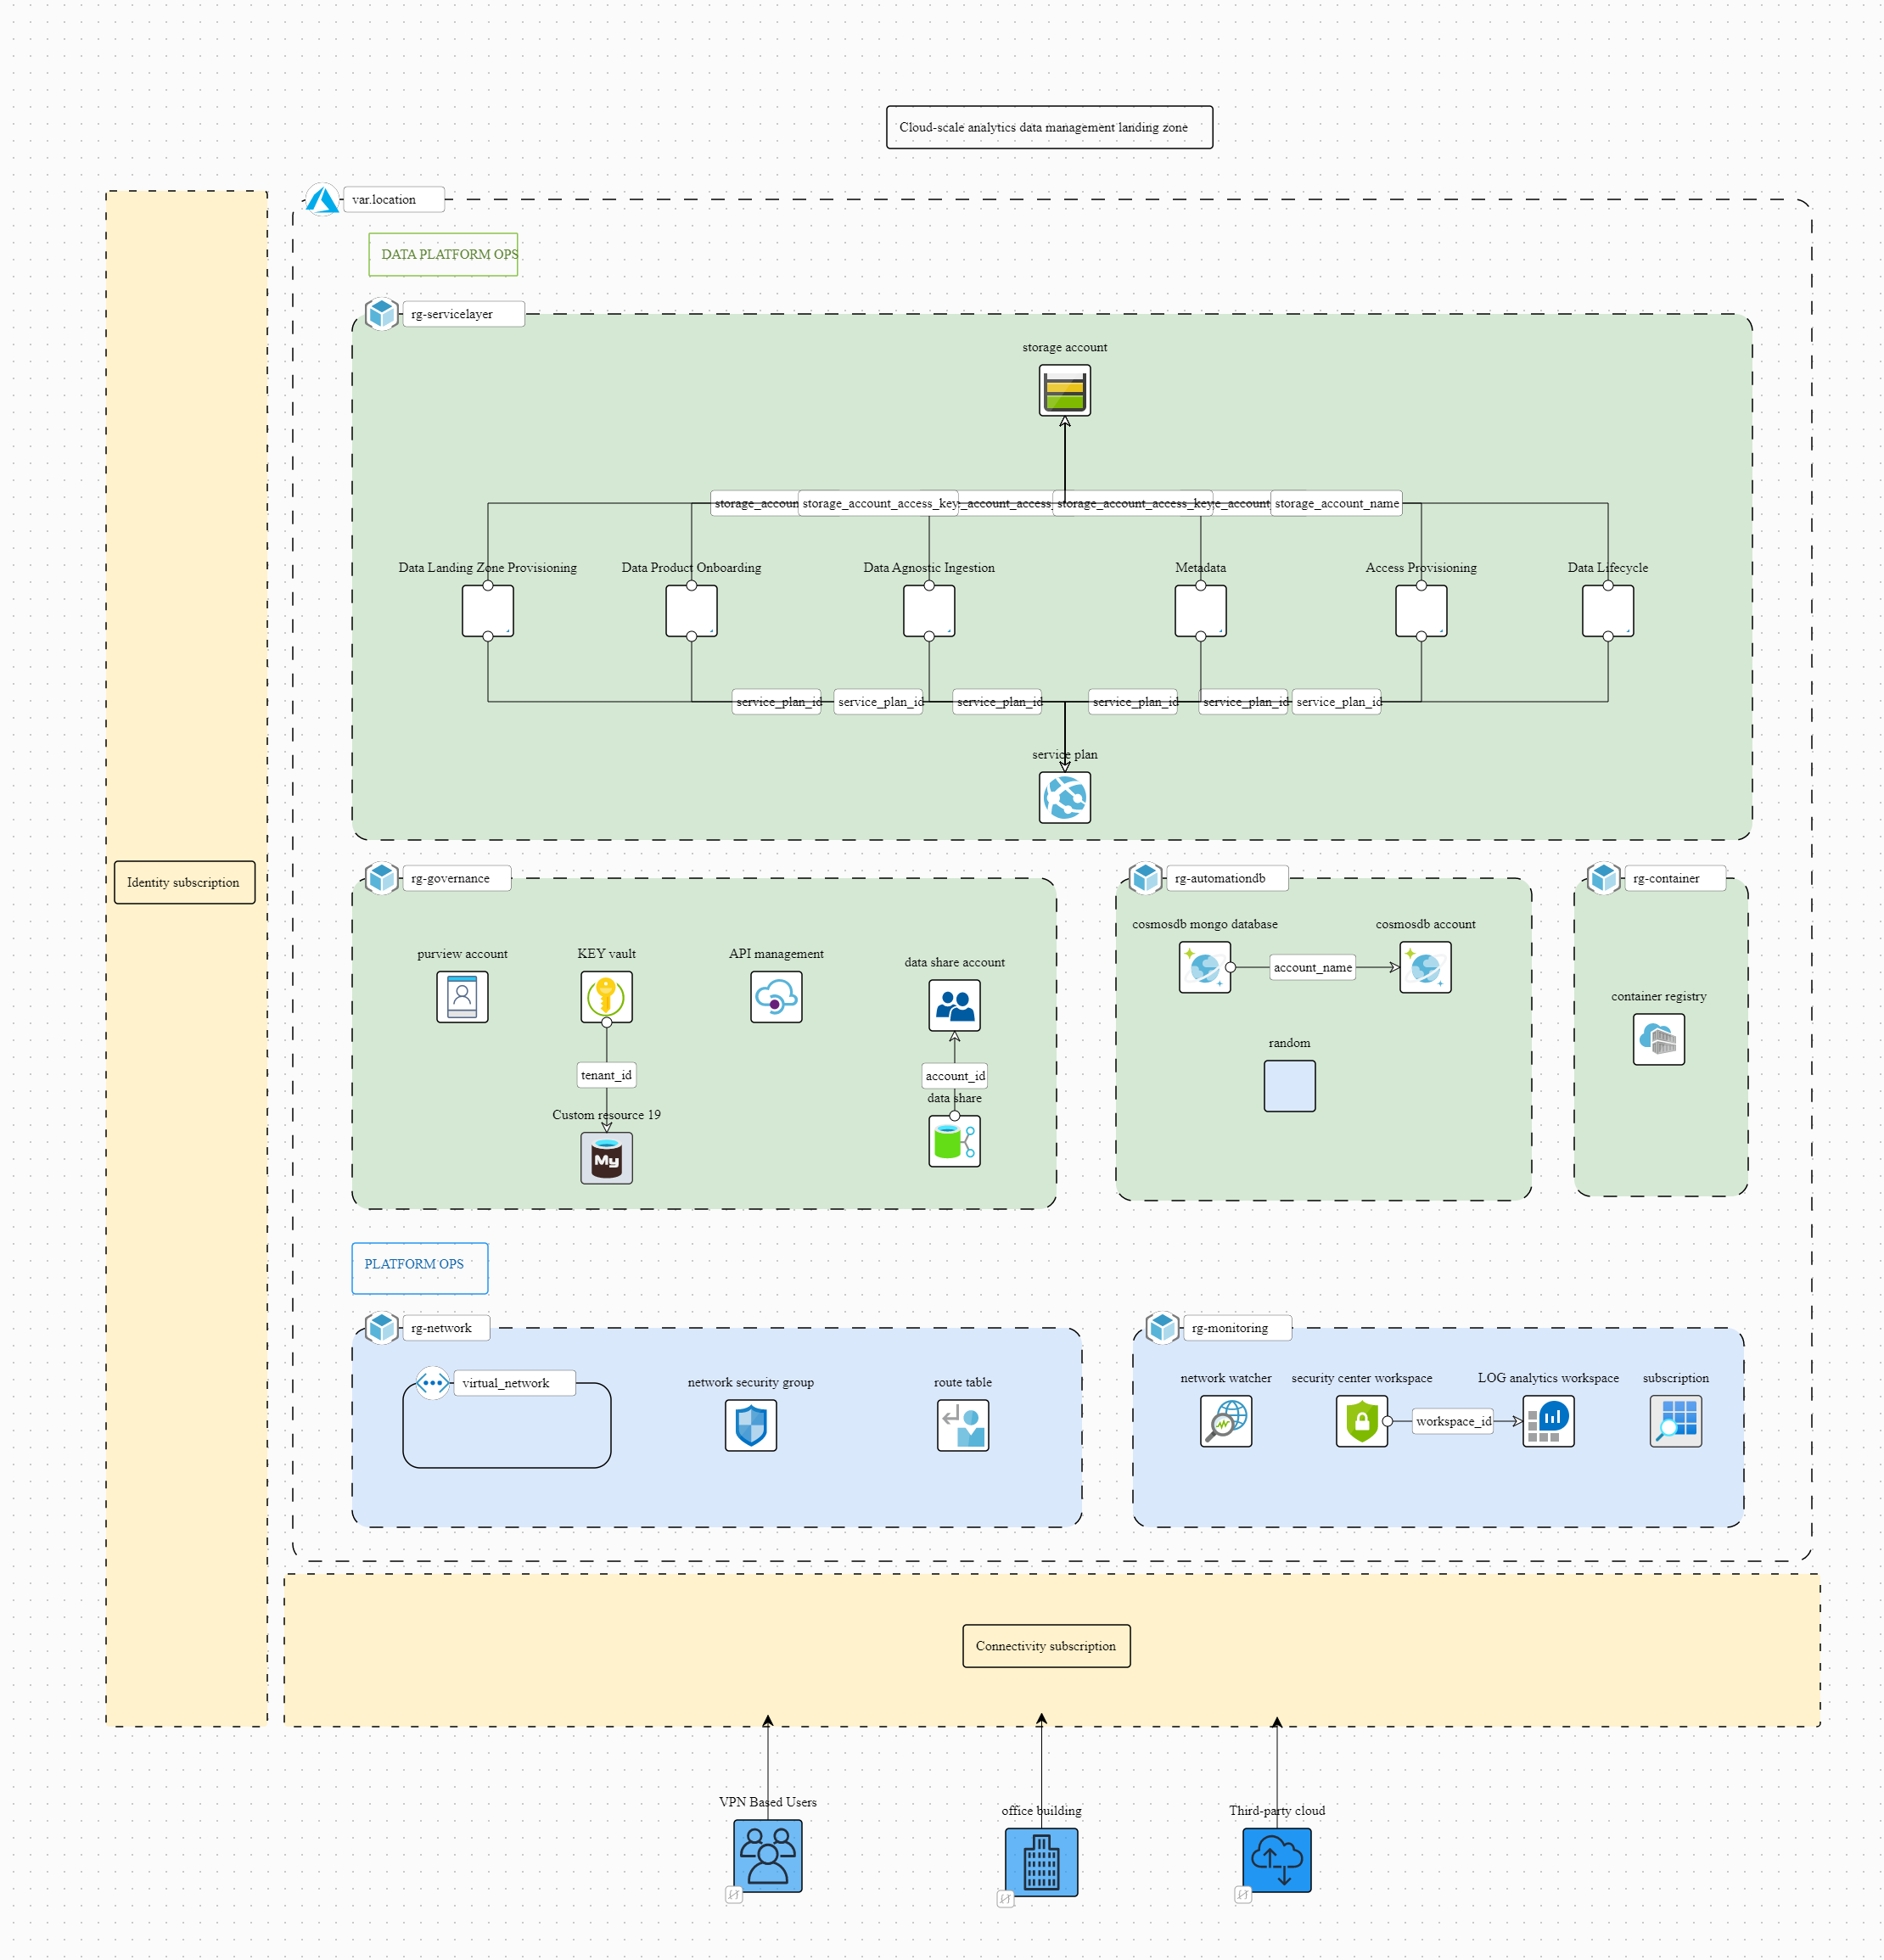 Cloud-scale analytics data management landing zone
var.location
DATA PLATFORM OPS
rg-servicelayer
storage account
storage_account_access_key
account_access
storage_account_access_key
storage_account_name
Data Landing Zone Provisioning
Data Product Onboarding
Data Agnostic Ingestion
Metadata
Access Provisioning
Data Lifecycle
service_plan_id
service_plan_id
service_plan_id
service_plan_id
service_plan_id
service_plan_id
service plan
Identity subscription
rg-governance
purview account
KEY vault
API management
data share account
tenant_id
account_id
Custom resource 19
data share
My
rg-automationdb
cosmosdb mongo database
cosmosdb account
account_name
random
rg-container
container registry
PLATFORM OPS
rg-network
virtual_network
network security group
route table
rg-monitoring
network watcher
security center workspace
LOG analytics workspace
subscription
workspace_id
Connectivity subscription
VPN Based Users
office building
Third-party cloud